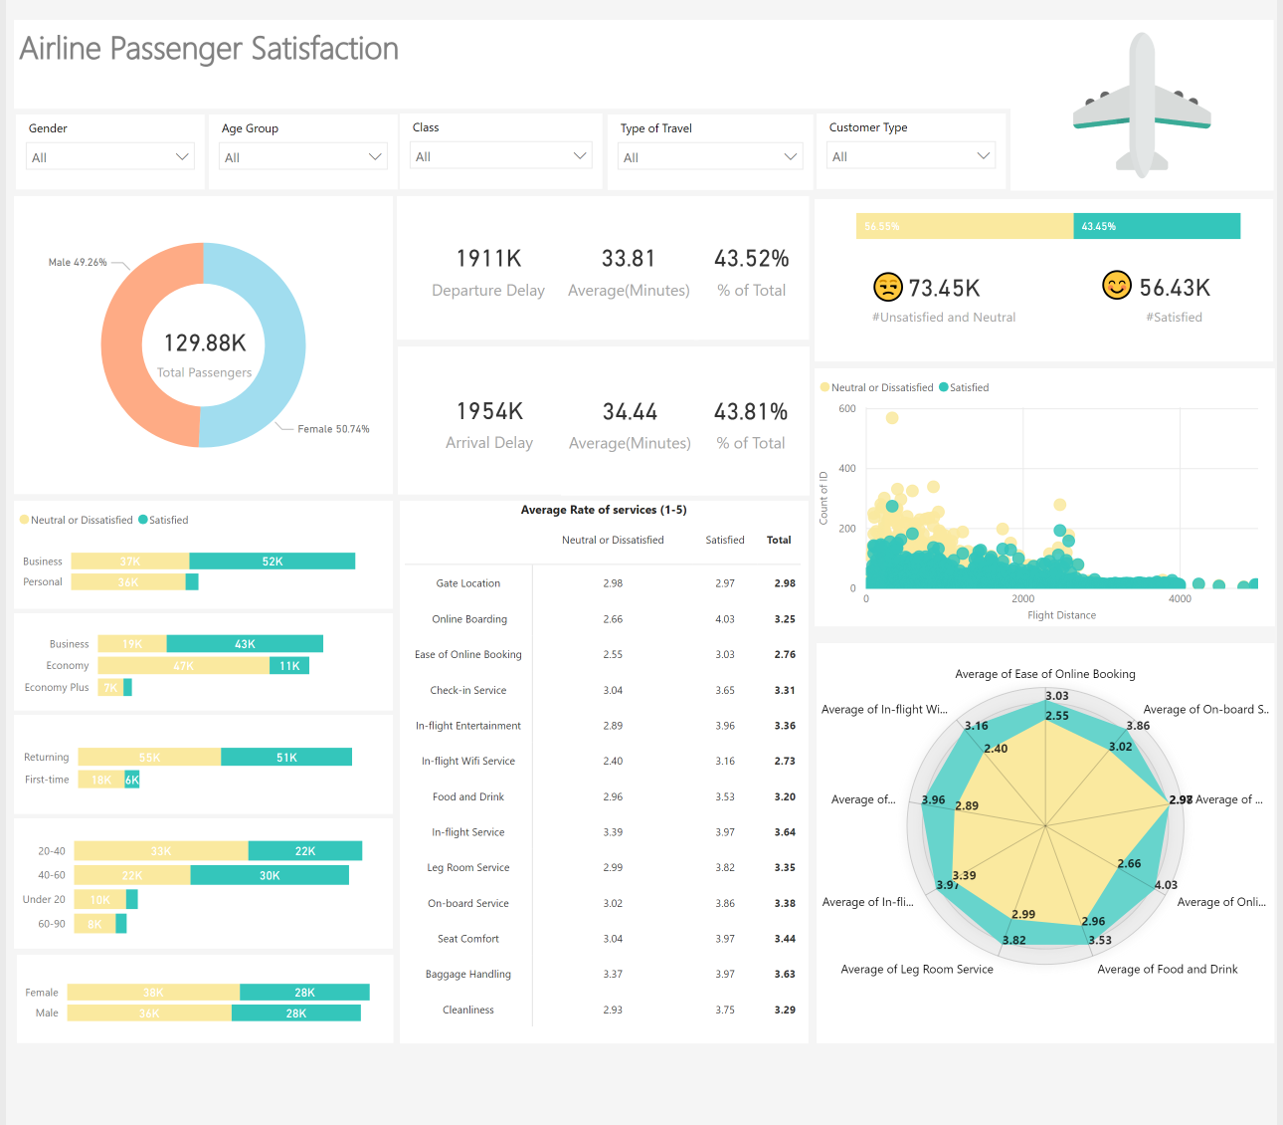 Airline Passenger Satisfaction
Gender
All
Age Group
All
Class
All
Type of Travel
All
Customer Type
All
Male 49.26%
129.88K
Total Passengers
Female 50.74%
1911K 33.81 43.52%
Departure Delay Average(Minutes) % of Total
1954K 34.44 43.81%
Arrival Delay Average(Minutes) % of Total
56.55% 43.45%
73.45K 56.43K
#Unsatisfied and Neutral #Satisfied
Neutral or Dissatisfied Satisfied
600
400
200
0
Count of ID
0 2000 4000
Flight Distance
Neutral or Dissatisfied Satisfied
Business 37K 52K
Personal 36K
Business 19K 43K
Economy 47K 11K
Economy Plus 7K
Returning 55K 51K
First-time 18K 6K
20-40 33K 22K
40-60 22K 30K
Under 20 10K
60-90 8K
Female 38K 28K
Male 36K 28K
Average Rate of services (1-5)
Neutral or Dissatisfied Satisfied Total
Gate Location 2.98 2.97 2.98
Online Boarding 2.66 4.03 3.25
Ease of Online Booking 2.55 3.03 2.76
Check-in Service 3.04 3.65 3.31
In-flight Entertainment 2.89 3.96 3.36
In-flight Wifi Service 2.40 3.16 2.73
Food and Drink 2.96 3.53 3.20
In-flight Service 3.39 3.97 3.64
Leg Room Service 2.99 3.82 3.35
On-board Service 3.02 3.86 3.38
Seat Comfort 3.04 3.97 3.44
Baggage Handling 3.37 3.97 3.63
Cleanliness 2.93 3.75 3.29
Average of Ease of Online Booking
3.03
2.55
Average of In-flight Wi... Average of On-board S..
3.16 3.86
2.40 3.02
Average of... 3.96 2.89 Average of ...
2.66
3.39 4.03
3.97
Average of In-fli... Average of Onli...
2.99 2.96
3.82 3.53
Average of Leg Room Service Average of Food and Drink